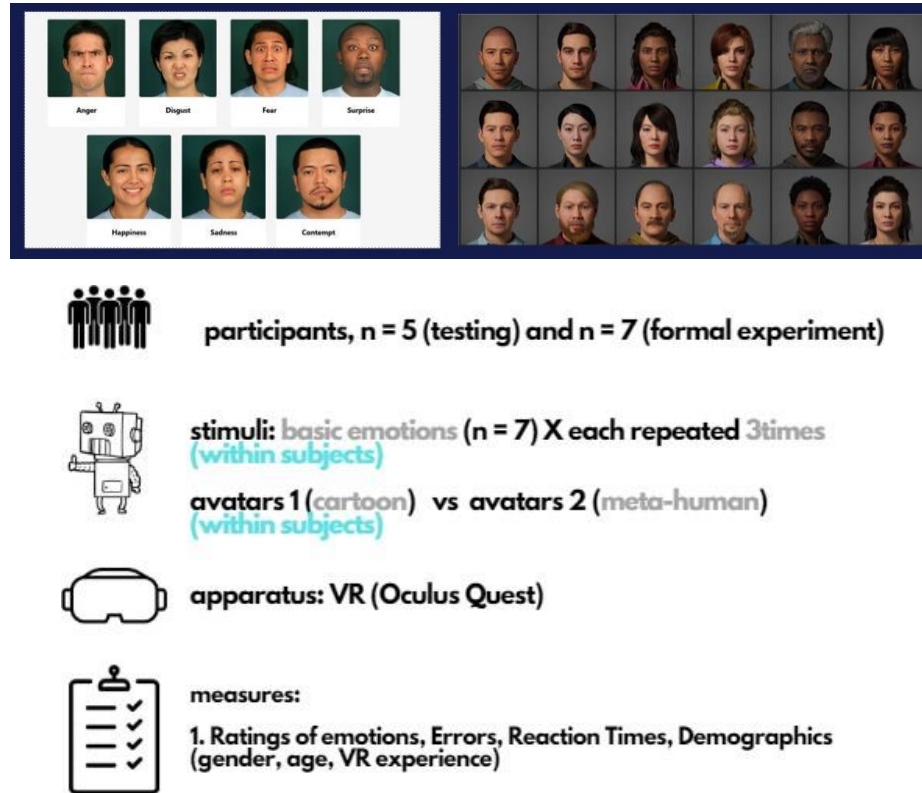 Anger
Disgust
Fear
Surprise
Happiness
Sadness
Contempt
participants, n = 5 (testing) and n = 7 (formal experiment)
stimuli: basic emotions (n = 7) X each repeated 3times
(within subjects)
avatars 1 (cartoon) vs avatars 2 (meta-human)
(within subjects)
apparatus: VR (Oculus Quest)
measures:
1. Ratings of emotions, Errors, Reaction Times, Demographics
(gender, age, VR experience)